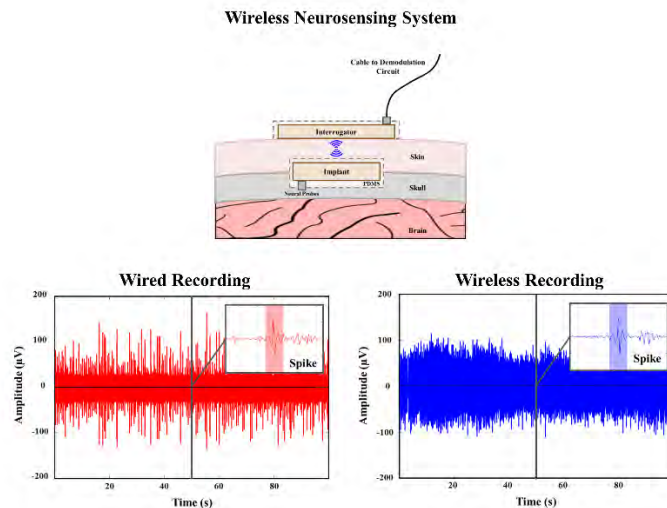 Wireless Neurosensing System
Cable to Demodulation
Circuit
Interrogator
Skin
Implant
PDMS
Neural Probes
Skull
Brain
Wired Recording
200
100
0
-100
-200
Amplitude (μV)
Spike
20 40 60 80
Time (s)
Wireless Recording
200
100
0
-100
-200
Amplitude (μV)
Spike
20 40 60 80
Time (s)